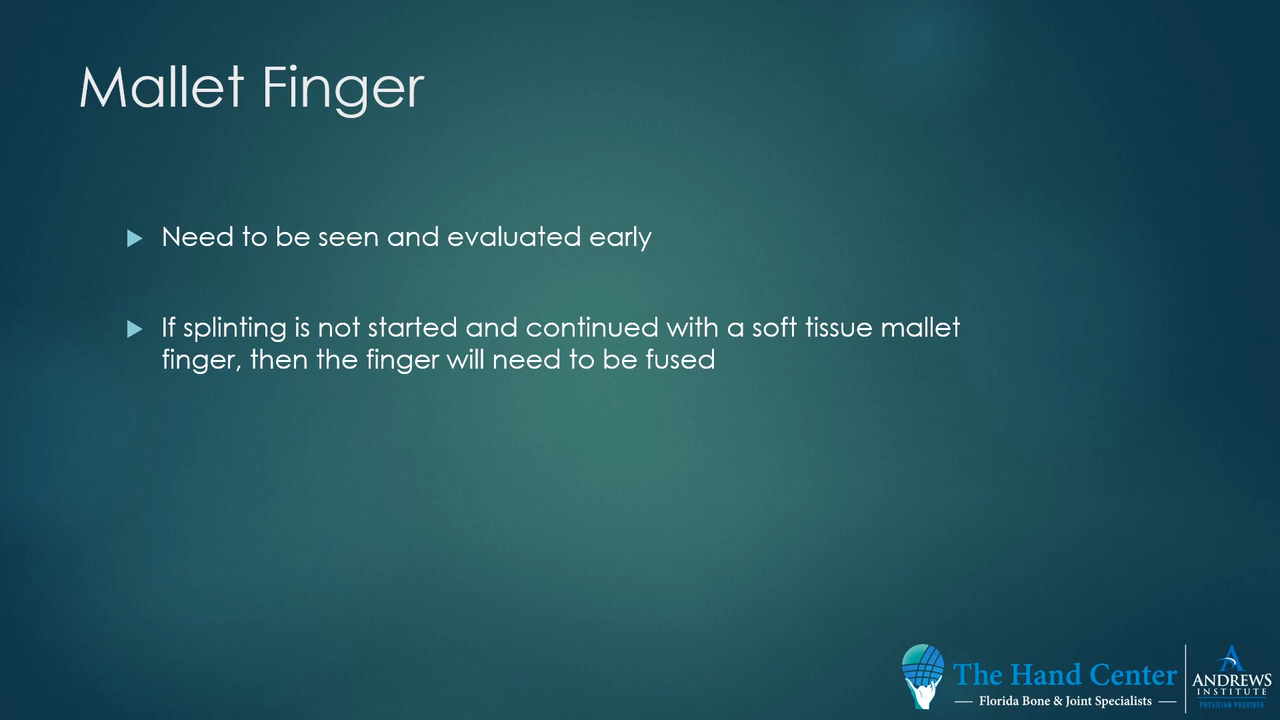 Mallet Finger
Need to be seen and evaluated early
If splinting is not started and continued with a soft tissue mallet
finger, then the finger will need to be fused
The Hand Center
Florida Bone & Joint Specialists
ANDREWS
INSTITUTE
PHYSICIAN PROVIDER